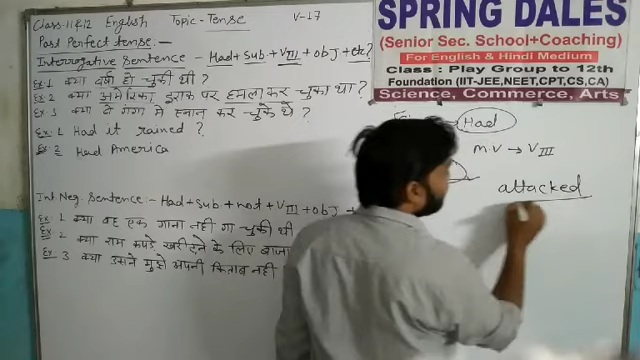 Class-11&12 English Topic-Tense V-17
SPRING DALES
(Senior Sec. School+Coaching)
For English & Hindi Medium
Class : Play Group to 12th
Foundation (IIT-JEE,NEET,CPT,CS,CA)
Science, Commerce, Arts
Past Perfect tense:-
Interrogative Sentence - Had+Sub+VIII+obj+etc?
Ex.1 क्या वर्षा हो चुकी थी ?
Ex.2 क्या अमेरिका इराक पर हमला कर चुका था?
Ex.3 क्या वे गंगा में स्नान कर चुके थे ?
Had
Ex.1 Had it rained ?
M.V → VIII
Ex.2 Had America
attacked
Int Neg. Sentence - Had+Sub+not+VIII+obj+
Ex.1 क्या वह एक गाना नहीं गा चुकी थी
Ex.2 क्या राम कपड़े खरीदने के लिए
Ex.3 क्या उसने मुझे अपनी किताब नहीं